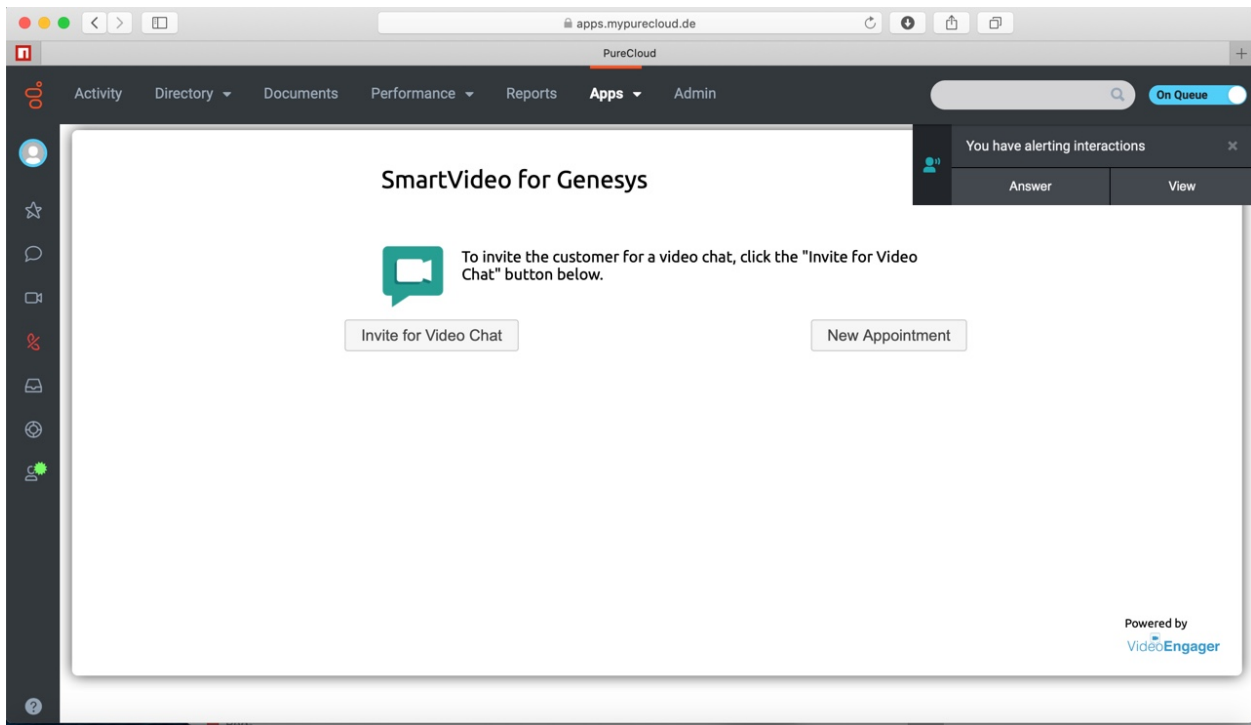 apps.mypurecloud.de
PureCloud
Activity Directory Documents Performance Reports Apps Admin
On Queue
You have alerting interactions
Answer View
SmartVideo for Genesys
To invite the customer for a video chat, click the "Invite for Video
Chat" button below.
Invite for Video Chat New Appointment
Powered by
VideoEngager